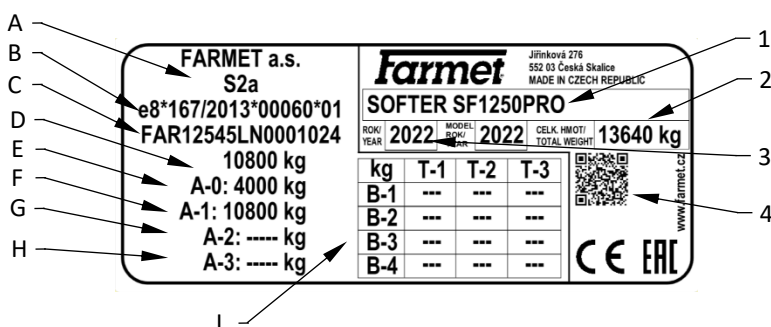 A
B
C
D
E
F
G
H
I
FARMET a.s.
S2a
e8*167/2013*00060*01
FAR12545LN0001024
10800 kg
A-0: 4000 kg
A-1: 10800 kg
A-2: ----- kg
A-3: ----- kg
Farmet
Jiřinková 276
552 03 Česká Skalice
MADE IN CZECH REPUBLIC
SOFTER SF1250PRO
ROK/ YEAR 2022 MODEL ROK/ YEAR 2022 CELK. HMOT/ TOTAL WEIGHT 13640 kg
kg T-1 T-2 T-3
B-1 --- --- ---
B-2 --- --- ---
B-3 --- --- ---
B-4 --- --- ---
www.farmet.cz
CE EAC
1
2
3
4